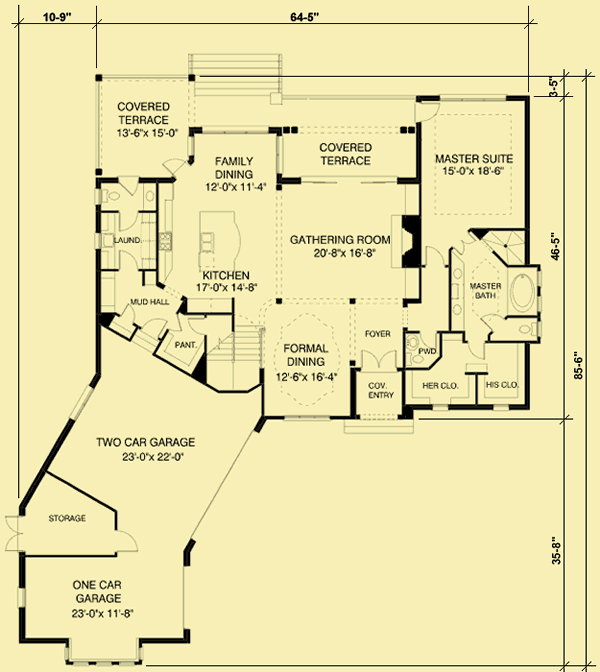 10'-9"
64'-5"
3'-5"
COVERED
TERRACE
13'-6"x 15'-0"
FAMILY
DINING
12'-0"x 11'-4"
COVERED
TERRACE
MASTER SUITE
15'-0"x 18'-6"
46'-5"
LAUND.
GATHERING ROOM
20'-8"x 16'-8"
KITCHEN
17'-0"x 14'-8"
MASTER
BATH
MUD HALL
PANT.
FORMAL
DINING
12'-6"x 16'-4"
FOYER
PWD
85'-6"
COV.
ENTRY
HER CLO.
HIS CLO.
TWO CAR GARAGE
23'-0"x 22'-0"
STORAGE
35'-8"
ONE CAR
GARAGE
23'-0"x 11'-8"